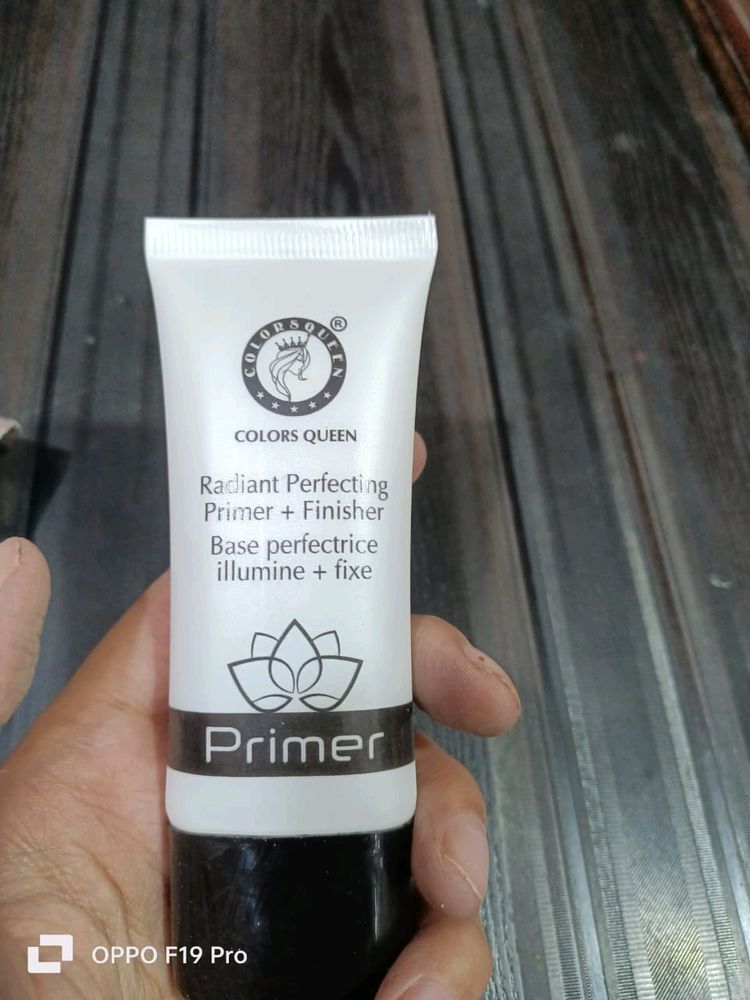 COLORSQUEEN ®
COLORS QUEEN
Radiant Perfecting
Primer + Finisher
Base perfectrice
illumine + fixe
Primer
OPPO F19 Pro